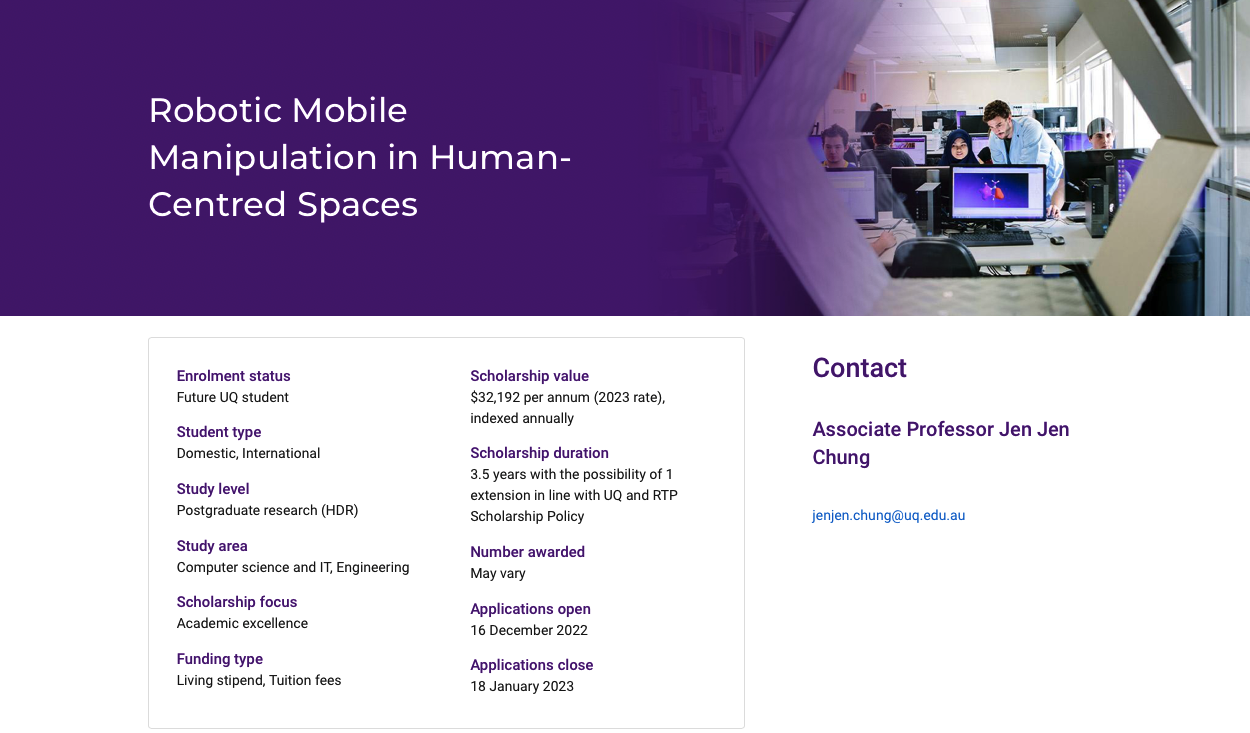 Robotic Mobile
Manipulation in Human-
Centred Spaces
Enrolment status
Future UQ student
Student type
Domestic, International
Study level
Postgraduate research (HDR)
Study area
Computer science and IT, Engineering
Scholarship focus
Academic excellence
Funding type
Living stipend, Tuition fees
Scholarship value
$32,192 per annum (2023 rate),
indexed annually
Scholarship duration
3.5 years with the possibility of 1
extension in line with UQ and RTP
Scholarship Policy
Number awarded
May vary
Applications open
16 December 2022
Applications close
18 January 2023
Contact
Associate Professor Jen Jen
Chung
jenjen.chung@uq.edu.au